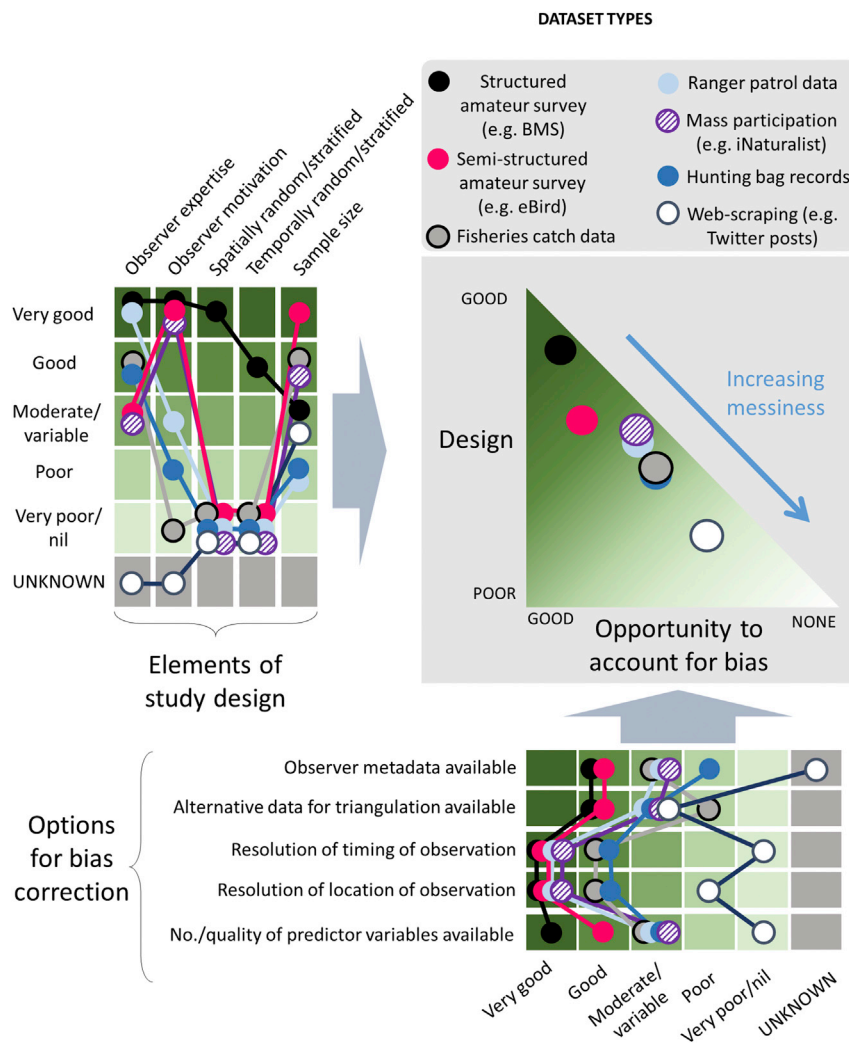 DATASET TYPES
Structured
amateur survey
(e.g. BMS)
Semi-structured
amateur survey
(e.g. eBird)
Fisheries catch data
Ranger patrol data
Mass participation
(e.g. iNaturalist)
Hunting bag records
Web-scraping (e.g.
Twitter posts)
Observer expertise
Observer motivation
Spatially random/stratified
Temporally random/stratified
Sample size
Very good
Good
Moderate/
variable
Poor
Very poor/
nil
UNKNOWN
Elements of
study design
GOOD
Design
POOR
Increasing
messiness
GOOD
NONE
Opportunity to
account for bias
Options
for bias
correction
Observer metadata available
Alternative data for triangulation available
Resolution of timing of observation
Resolution of location of observation
No./quality of predictor variables available
Very good
Good
Moderate/
variable
Poor
Very poor/nil
UNKNOWN